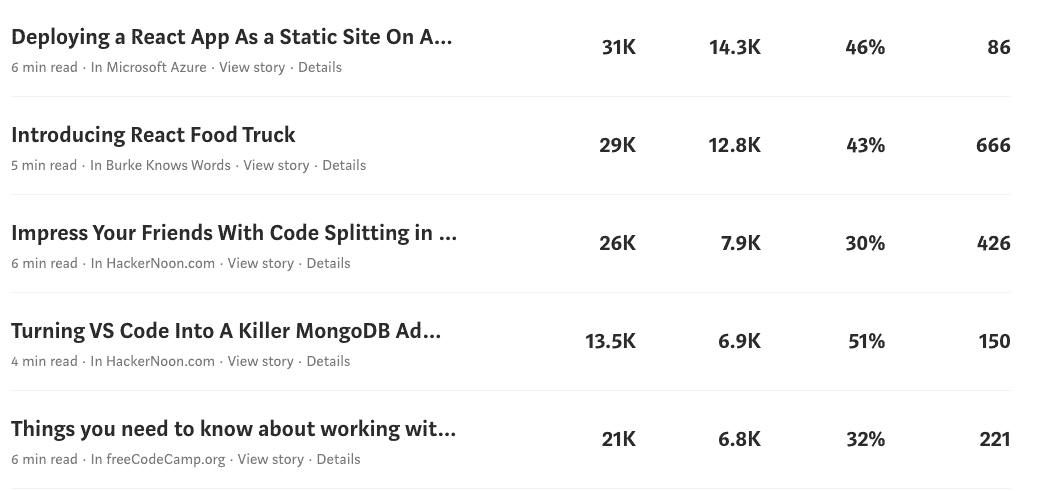 Deploying a React App As a Static Site On A... 31K 14.3K 46% 86
6 min read · In Microsoft Azure · View story · Details
Introducing React Food Truck 29K 12.8K 43% 666
5 min read · In Burke Knows Words · View story · Details
Impress Your Friends With Code Splitting in ... 26K 7.9K 30% 426
6 min read · In HackerNoon.com · View story · Details
Turning VS Code Into A Killer MongoDB Ad... 13.5K 6.9K 51% 150
4 min read · In HackerNoon.com · View story · Details
Things you need to know about working wit... 21K 6.8K 32% 221
6 min read · In freeCodeCamp.org · View story · Details